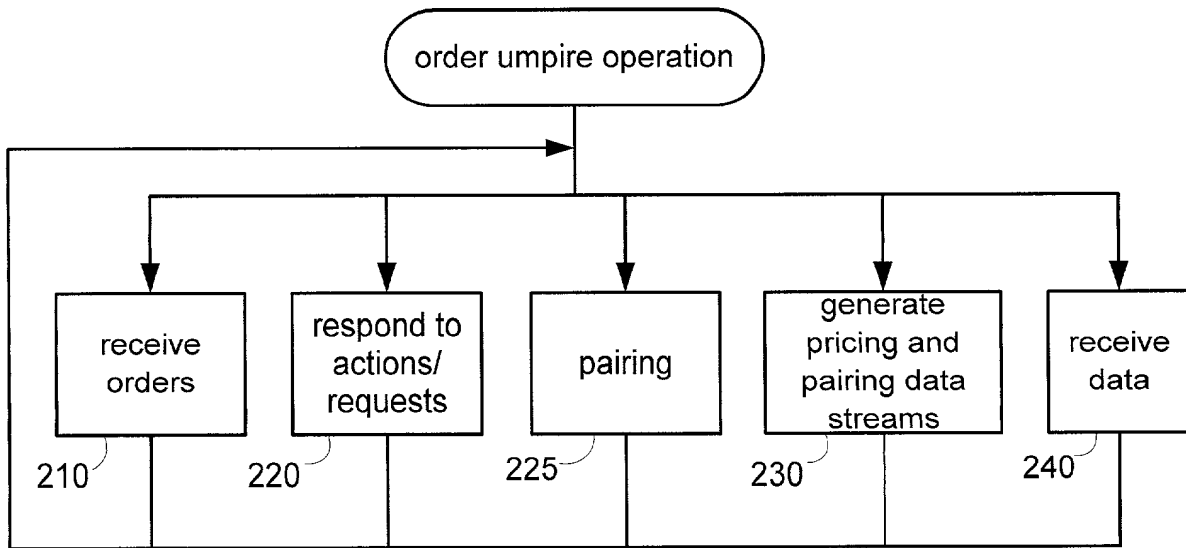 order umpire operation
receive
orders
respond to
actions/
requests
pairing
generate
pricing and
pairing data
streams
receive
data
210
220
225
230
240